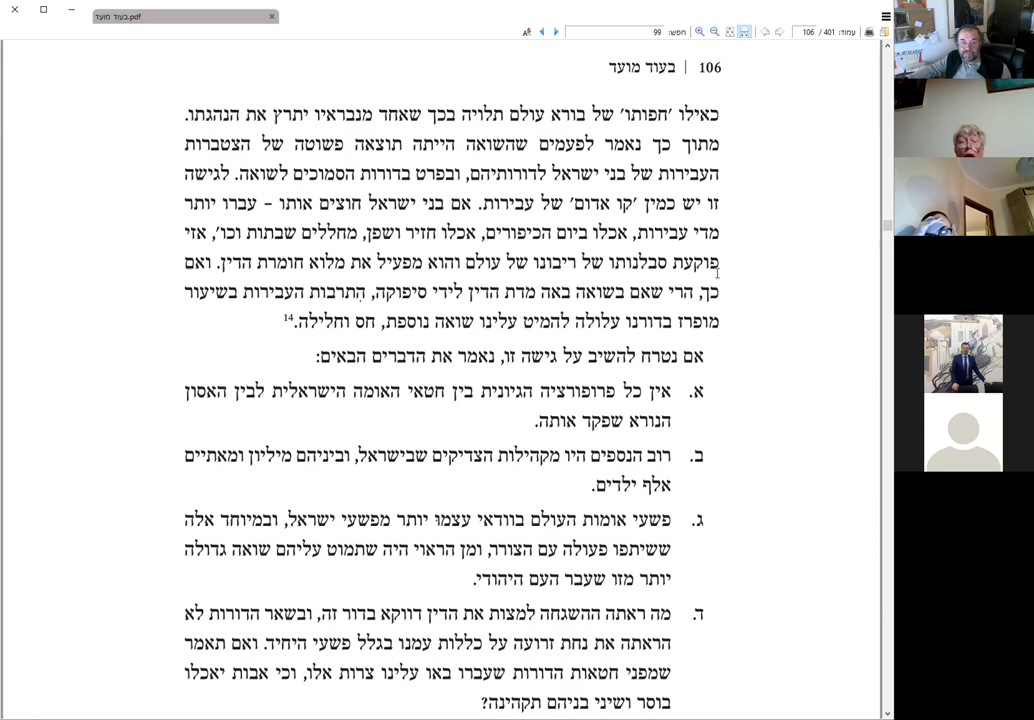 בעוד מועד.pdf
עמוד: 401 / 106
חפש: 99
106 | בעוד מועד
כאילו 'חפותו' של בורא עולם תלויה בכך שאחד מנבראיו יתרץ את הנהגתו.
מתוך כך נאמר לפעמים שהשואה הייתה תוצאה פשוטה של הצטברות
העבירות של בני ישראל לדורותיהם, ובפרט בדורות הסמוכים לשואה. לגישה
זו יש כמין 'קו אדום' של עבירות. אם בני ישראל חוצים אותו – עברו יותר
מדי עבירות, אכלו ביום הכיפורים, אכלו חזיר ושפן, מחללים שבתות וכו', אזי
פוקעת סבלנותו של ריבונו של עולם והוא מפעיל את מלוא חומרת הדין. ואם
כך, הרי שאם בשואה באה מדת הדין לידי סיפוקה, הִתרבות העבירות בשיעור
מופרז בדורנו עלולה להמיט עלינו שואה נוספת, חס וחלילה.14
אם נטרח להשיב על גישה זו, נאמר את הדברים הבאים:
א. אין כל פרופורציה הגיונית בין חטאי האומה הישראלית לבין האסון
הנורא שפקד אותה.
ב. רוב הנספים היו מקהילות הצדיקים שבישראל, וביניהם מיליון ומאתיים
אלף ילדים.
ג. פשעי אומות העולם בוודאי עצמוּ יותר מפשעי ישראל, ובמיוחד אלה
ששיתפו פעולה עם הצורר, ומן הראוי היה שתמוט עליהם שואה גדולה
יותר מזו שעבר העם היהודי.
ד. מה ראתה ההשגחה למצות את הדין דווקא בדור זה, ובשאר הדורות לא
הראתה את נחת זרועה על כללות עמנו בגלל פשעי היחיד. ואם תאמר
שמפני חטאות הדורות שעברו באו עלינו צרות אלו, וכי אבות יאכלו
בוסר ושיני בניהם תקהינה?